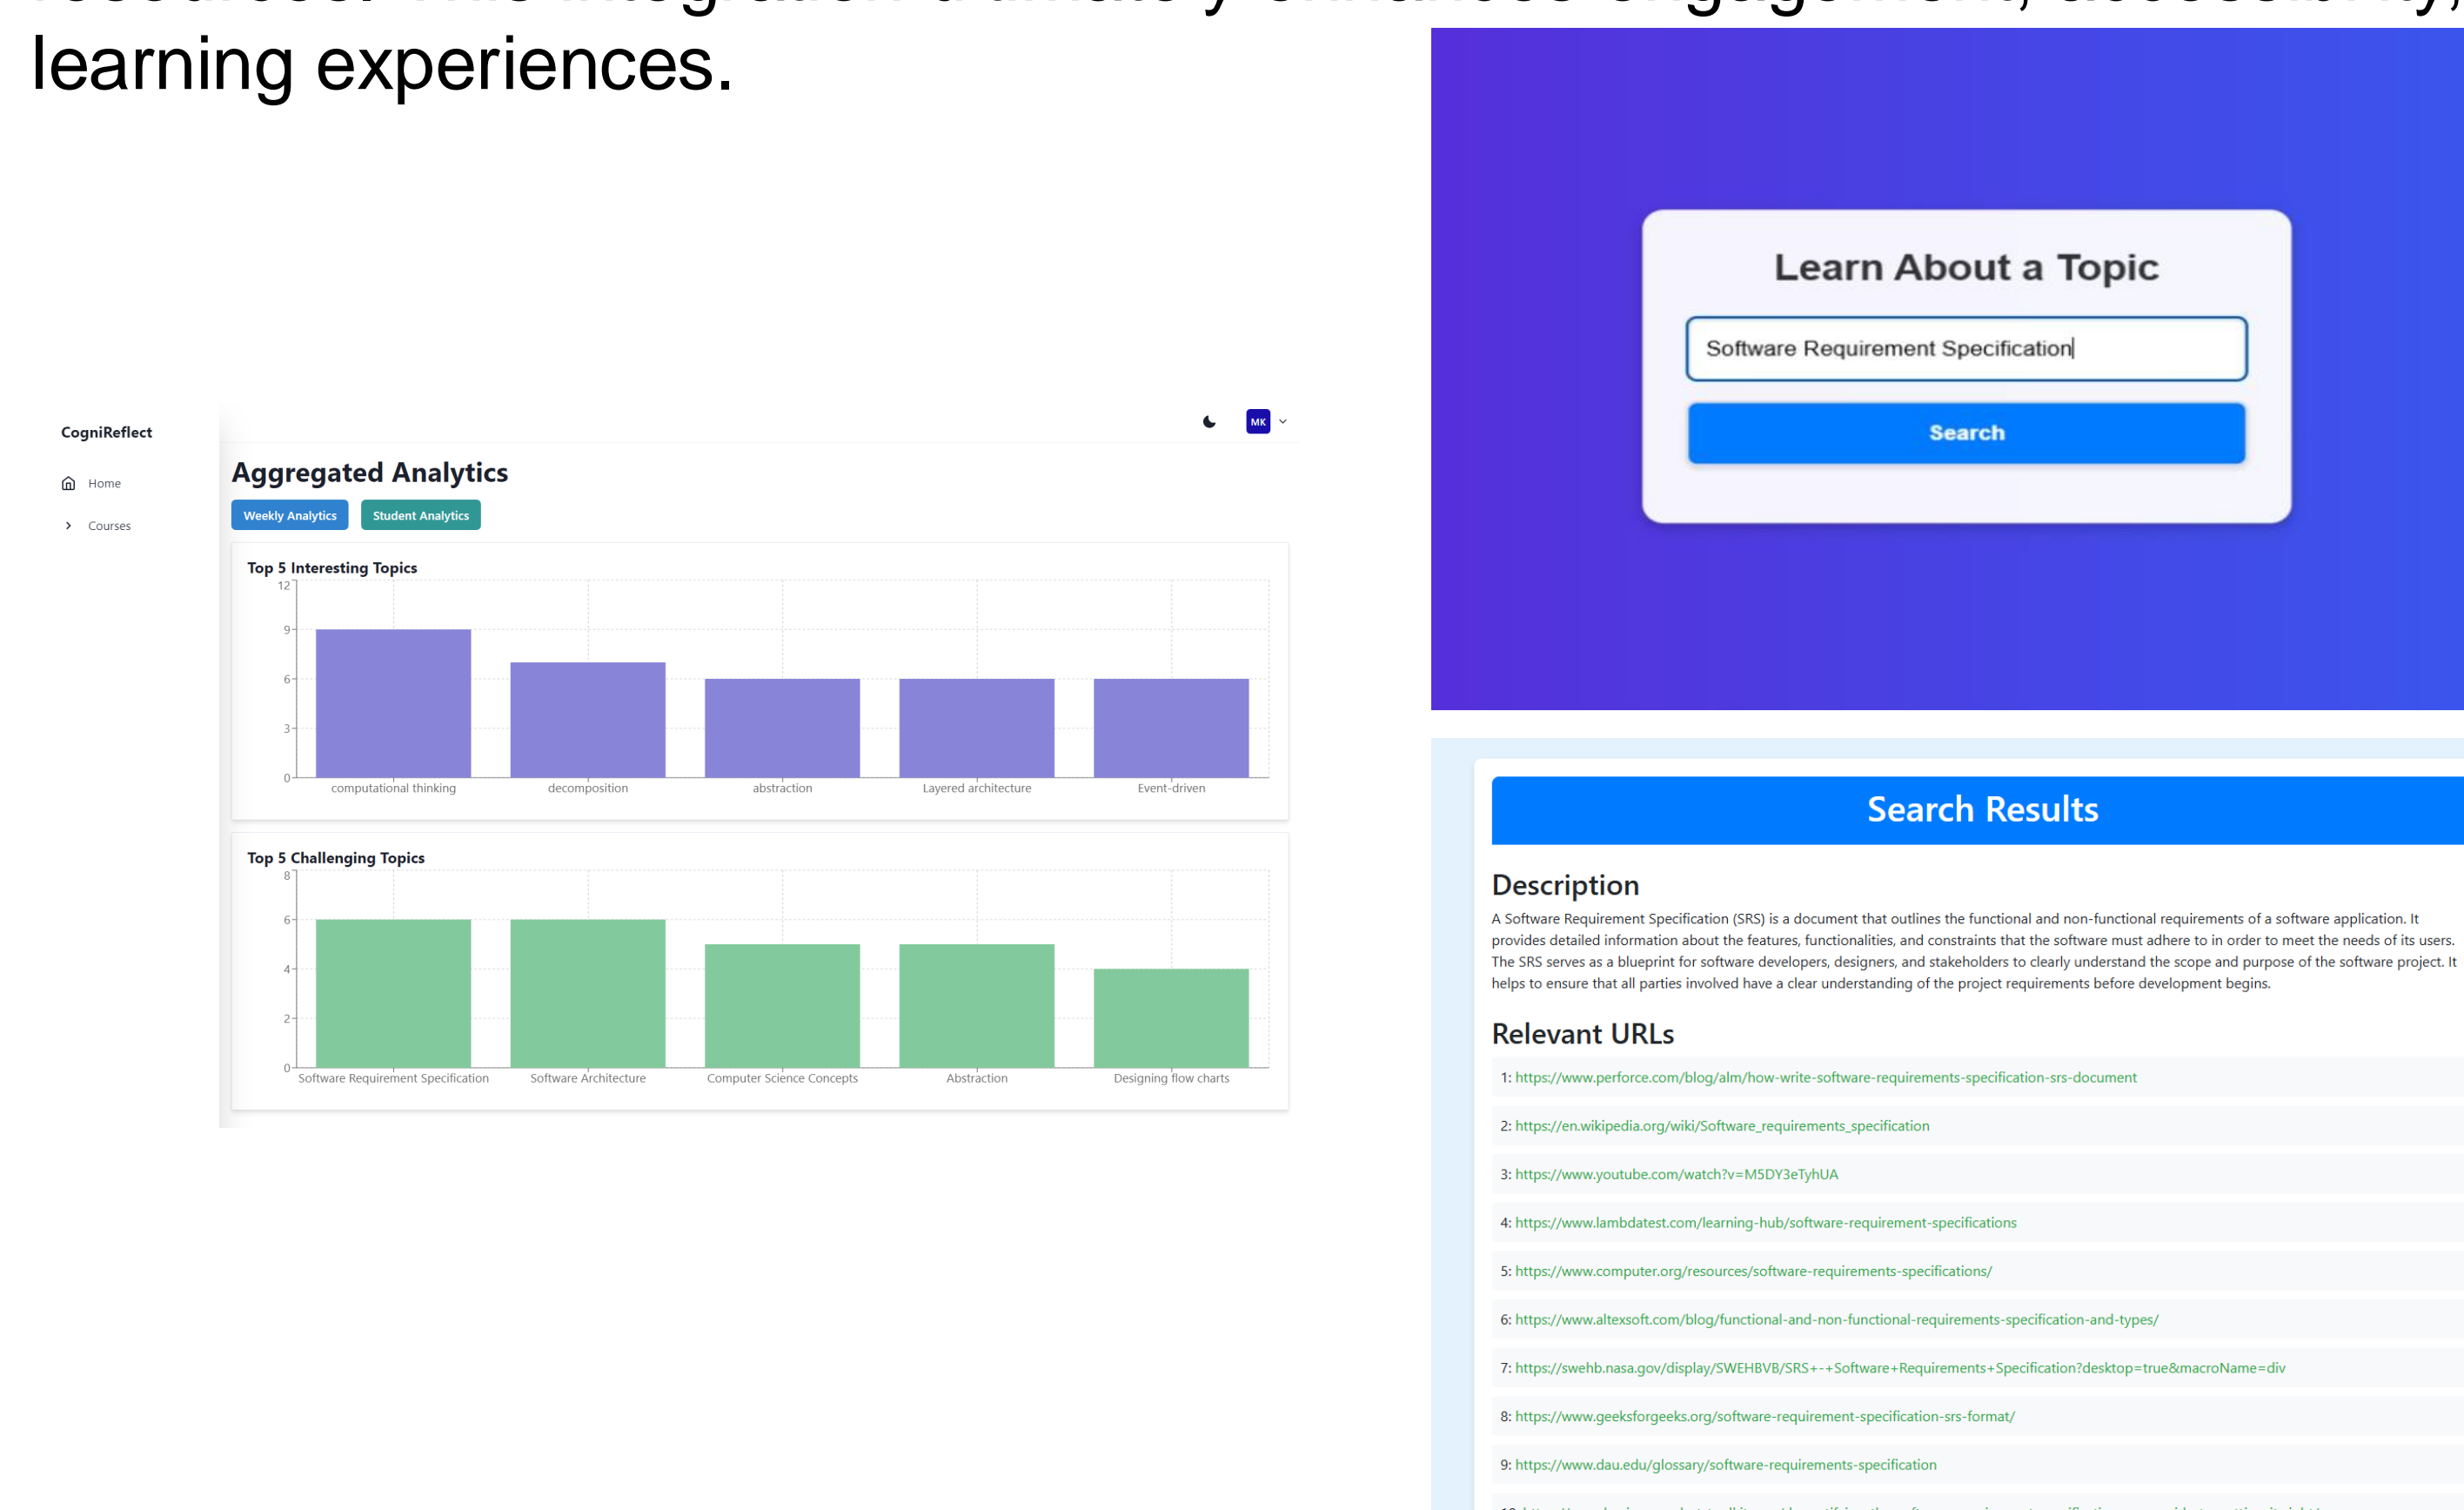 learning experiences.
CogniReflect
Home
Courses
MK
Aggregated Analytics
Weekly Analytics
Student Analytics
Top 5 Interesting Topics
12
9
6
3
0
computational thinking
decomposition
abstraction
Layered architecture
Event-driven
Top 5 Challenging Topics
8
6
4
2
0
Software Requirement Specification
Software Architecture
Computer Science Concepts
Abstraction
Designing flow charts
Learn About a Topic
Software Requirement Specification
Search
Search Results
Description
A Software Requirement Specification (SRS) is a document that outlines the functional and non-functional requirements of a software application. It
provides detailed information about the features, functionalities, and constraints that the software must adhere to in order to meet the needs of its users.
The SRS serves as a blueprint for software developers, designers, and stakeholders to clearly understand the scope and purpose of the software project. It
helps to ensure that all parties involved have a clear understanding of the project requirements before development begins.
Relevant URLs
1: https://www.perforce.com/blog/alm/how-write-software-requirements-specification-srs-document
2: https://en.wikipedia.org/wiki/Software_requirements_specification
3: https://www.youtube.com/watch?v=M5DY3eTyhUA
4: https://www.lambdatest.com/learning-hub/software-requirement-specifications
5: https://www.computer.org/resources/software-requirements-specifications/
6: https://www.altexsoft.com/blog/functional-and-non-functional-requirements-specification-and-types/
7: https://swehb.nasa.gov/display/SWEHBVB/SRS+-+Software+Requirements+Specification?desktop=true&macroName=div
8: https://www.geeksforgeeks.org/software-requirement-specification-srs-format/
9: https://www.dau.edu/glossary/software-requirements-specification